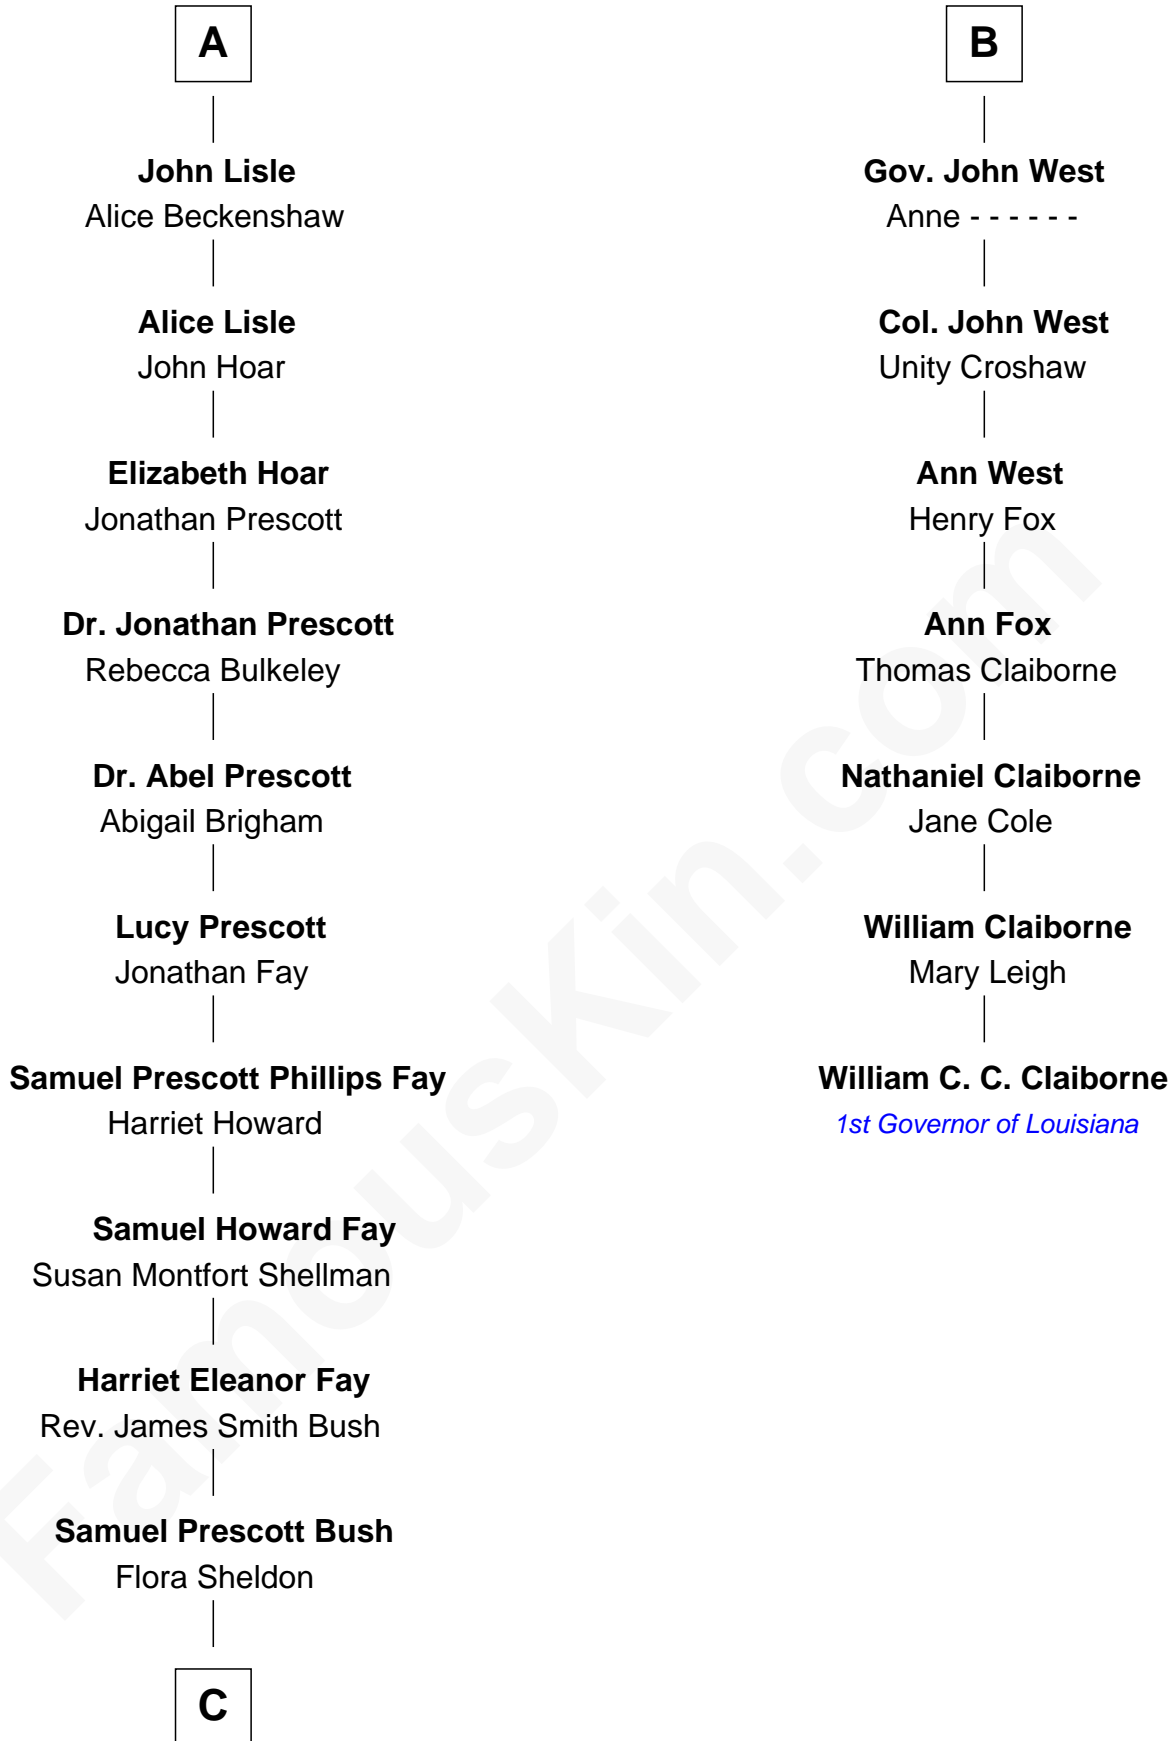 A
John Lisle
Alice Beckenshaw
Alice Lisle
John Hoar
Elizabeth Hoar
Jonathan Prescott
Dr. Jonathan Prescott
Rebecca Bulkeley
Dr. Abel Prescott
Abigail Brigham
Lucy Prescott
Jonathan Fay
Samuel Prescott Phillips Fay
Harriet Howard
Samuel Howard Fay
Susan Montfort Shellman
Harriet Eleanor Fay
Rev. James Smith Bush
Samuel Prescott Bush
Flora Sheldon
C
B
Gov. John West
Anne - - - - - -
Col. John West
Unity Croshaw
Ann West
Henry Fox
Ann Fox
Thomas Claiborne
Nathaniel Claiborne
Jane Cole
William Claiborne
Mary Leigh
William C. C. Claiborne
1st Governor of Louisiana
FamousKin.com